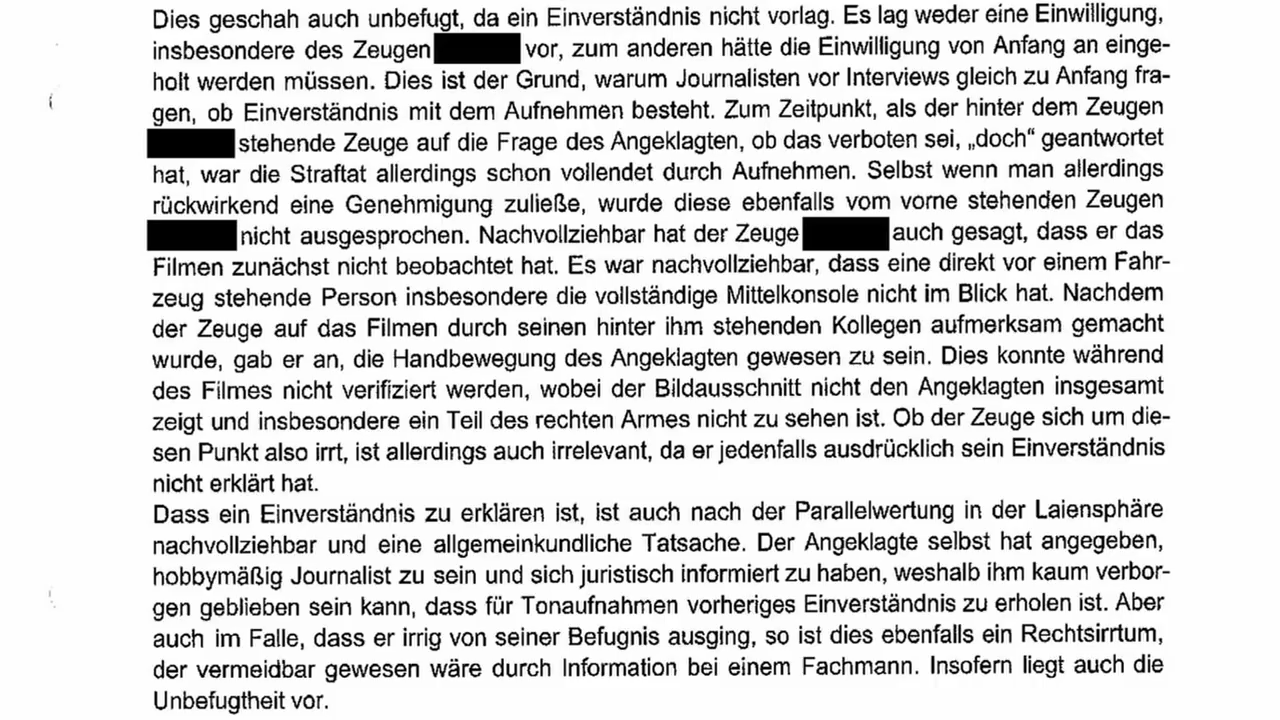 Dies geschah auch unbefugt, da ein Einverständnis nicht vorlag. Es lag weder eine Einwilligung,
insbesondere des Zeugen vor, zum anderen hätte die Einwilligung von Anfang an einge-
holt werden müssen. Dies ist der Grund, warum Journalisten vor Interviews gleich zu Anfang fra-
gen, ob Einverständnis mit dem Aufnehmen besteht. Zum Zeitpunkt, als der hinter dem Zeugen
stehende Zeuge auf die Frage des Angeklagten, ob das verboten sei, „doch“ geantwortet
hat, war die Straftat allerdings schon vollendet durch Aufnehmen. Selbst wenn man allerdings
rückwirkend eine Genehmigung zuließe, wurde diese ebenfalls vom vorne stehenden Zeugen
nicht ausgesprochen. Nachvollziehbar hat der Zeuge auch gesagt, dass er das
Filmen zunächst nicht beobachtet hat. Es war nachvollziehbar, dass eine direkt vor einem Fahr-
zeug stehende Person insbesondere die vollständige Mittelkonsole nicht im Blick hat. Nachdem
der Zeuge auf das Filmen durch seinen hinter ihm stehenden Kollegen aufmerksam gemacht
wurde, gab er an, die Handbewegung des Angeklagten gewesen zu sein. Dies konnte während
des Filmes nicht verifiziert werden, wobei der Bildausschnitt nicht den Angeklagten insgesamt
zeigt und insbesondere ein Teil des rechten Armes nicht zu sehen ist. Ob der Zeuge sich um die-
sen Punkt also irrt, ist allerdings auch irrelevant, da er jedenfalls ausdrücklich sein Einverständnis
nicht erklärt hat.
Dass ein Einverständnis zu erklären ist, ist auch nach der Parallelwertung in der Laiensphäre
nachvollziehbar und eine allgemeinkundliche Tatsache. Der Angeklagte selbst hat angegeben,
hobbymäßig Journalist zu sein und sich juristisch informiert zu haben, weshalb ihm kaum verbor-
gen geblieben sein kann, dass für Tonaufnahmen vorheriges Einverständnis zu erholen ist. Aber
auch im Falle, dass er irrig von seiner Befugnis ausging, so ist dies ebenfalls ein Rechtsirrtum,
der vermeidbar gewesen wäre durch Information bei einem Fachmann. Insofern liegt auch die
Unbefugtheit vor.